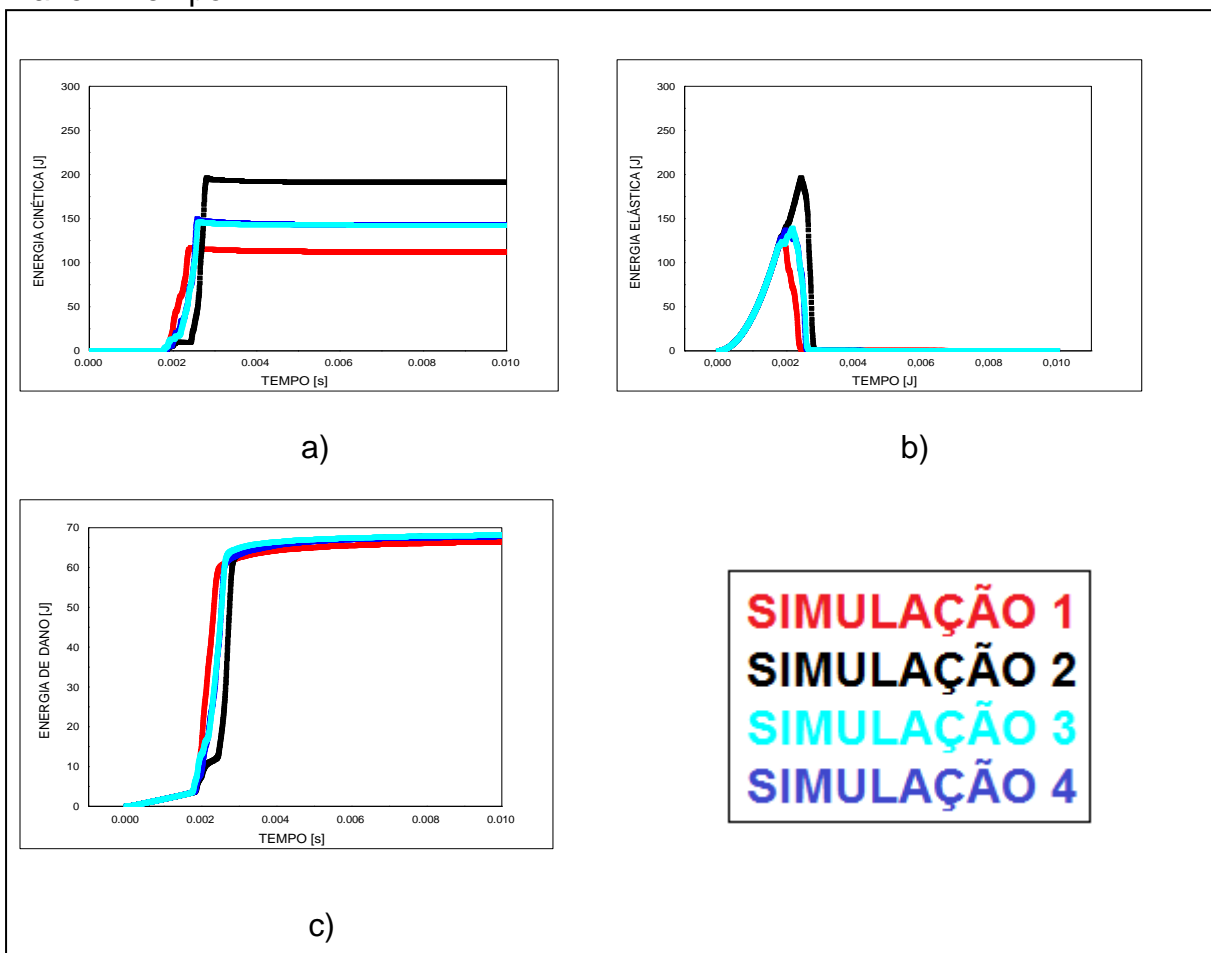 300
250
200
150
100
50
0
ENERGIA CINÉTICA [J]
0.000 0.002 0.004 0.006 0.008 0.010
TEMPO [s]
a)
300
250
200
150
100
50
0
ENERGIA ELÁSTICA [J]
0,000 0,002 0,004 0,006 0,008 0,010
TEMPO [J]
b)
70
60
50
40
30
20
10
0
ENERGIA DE DANO [J]
0.000 0.002 0.004 0.006 0.008 0.010
TEMPO [s]
c)
SIMULAÇÃO 1
SIMULAÇÃO 2
SIMULAÇÃO 3
SIMULAÇÃO 4